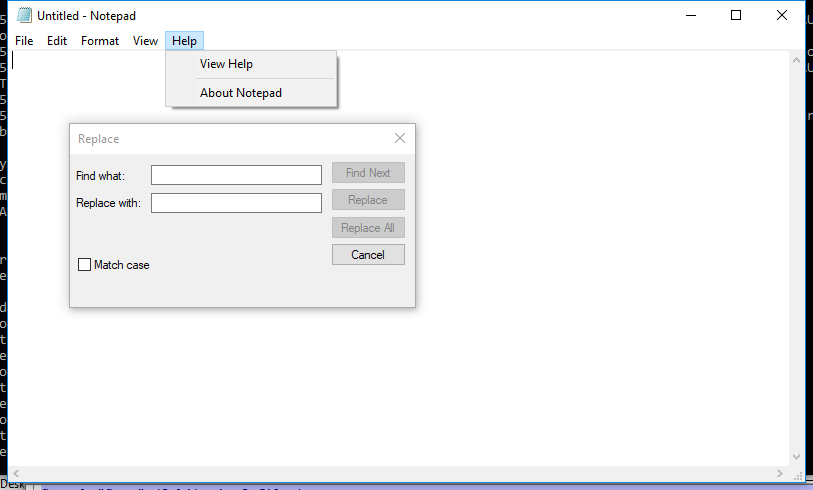 Untitled - Notepad
File Edit Format View Help
View Help
About Notepad
Replace
Find what:
Find Next
Replace with:
Replace
Replace All
Cancel
Match case
Desk